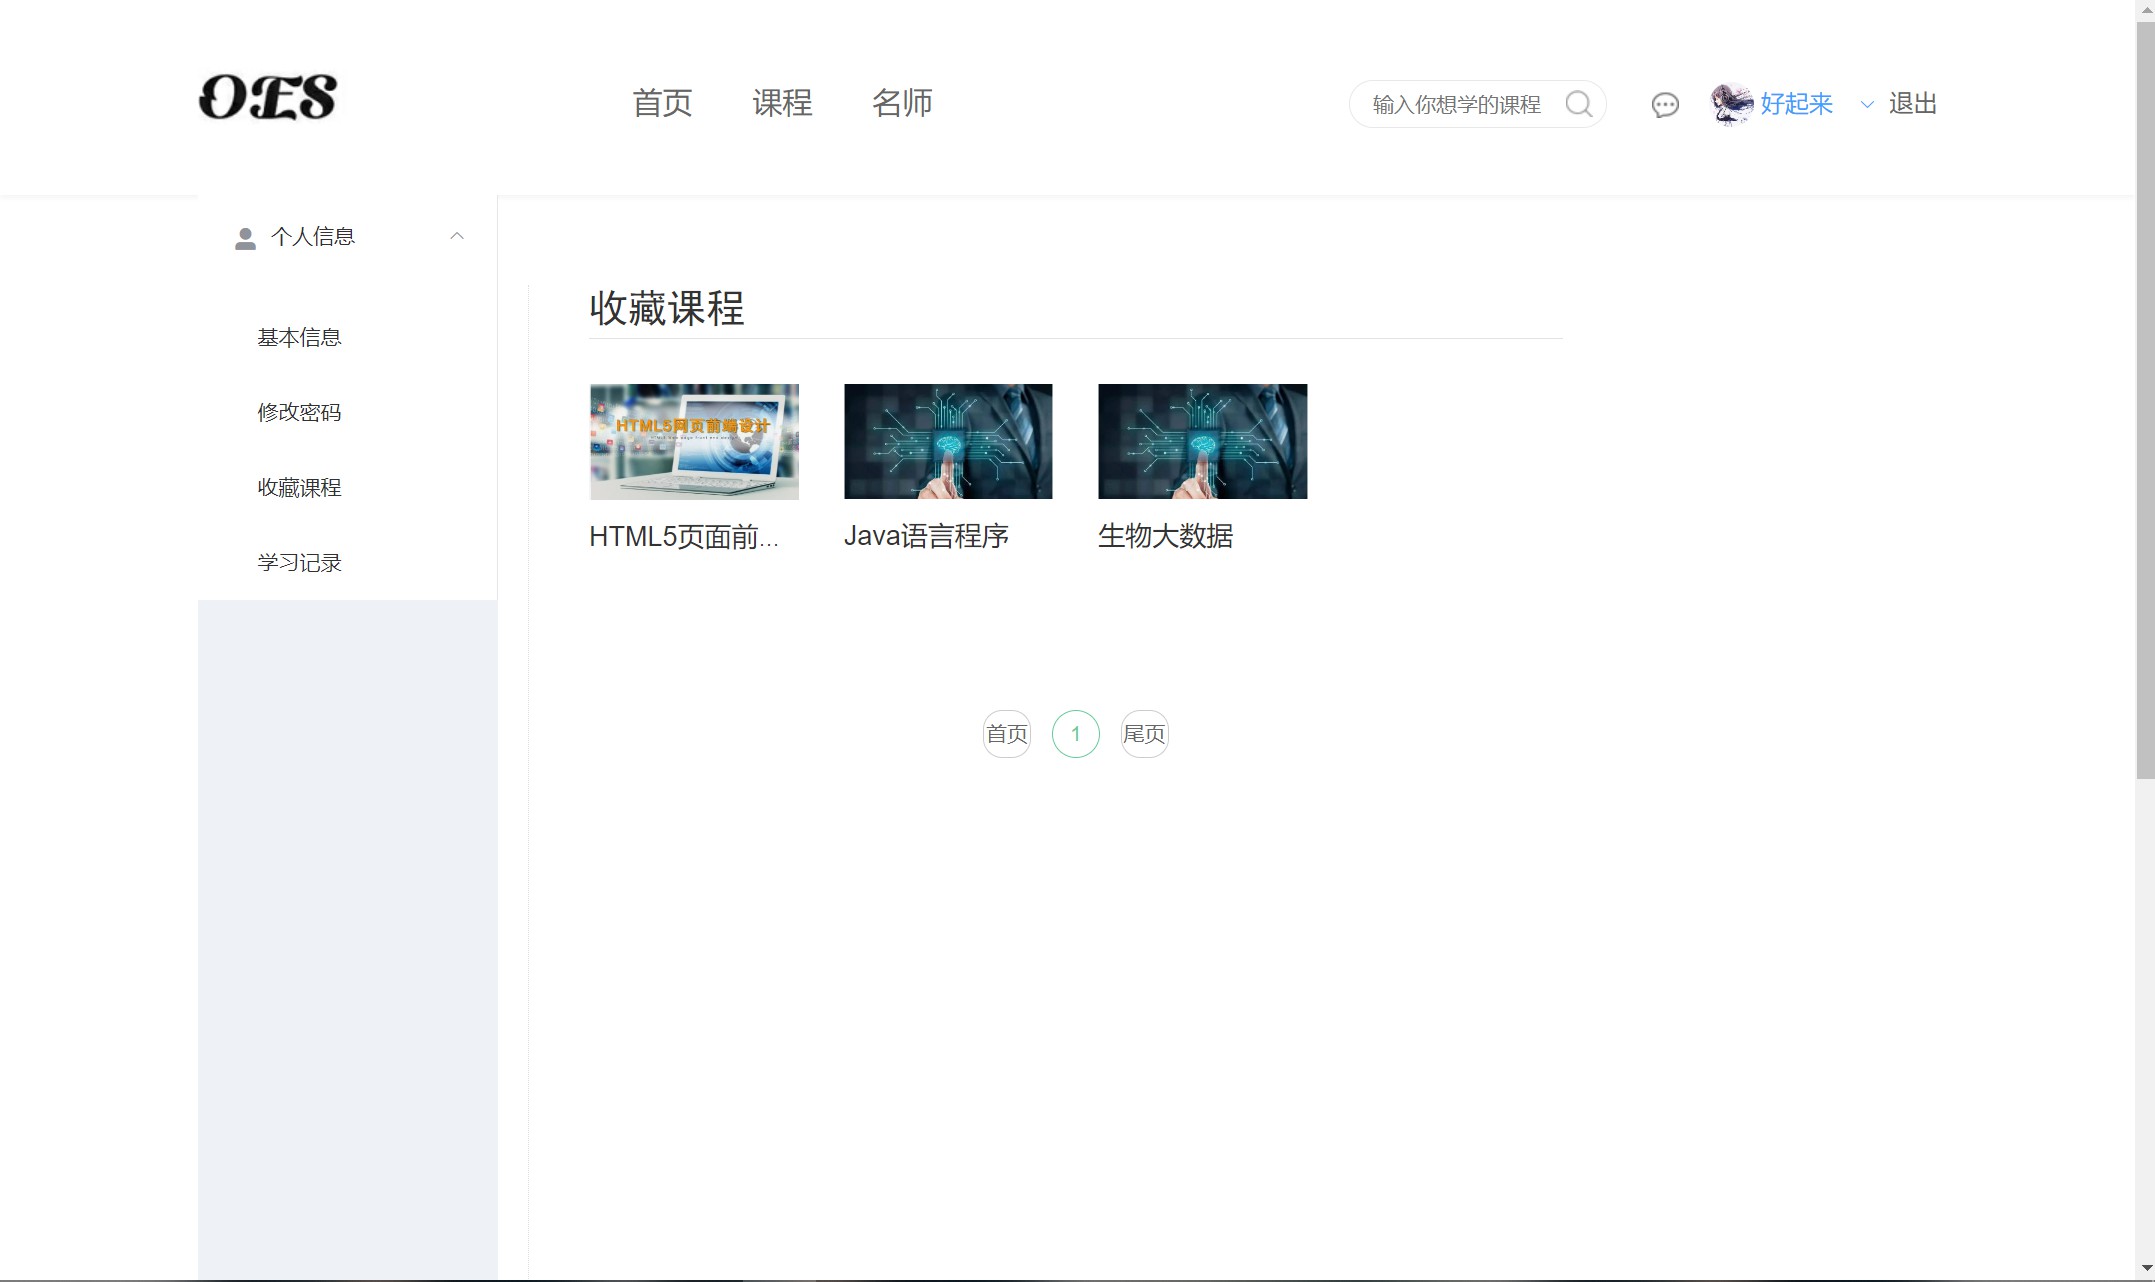 OES
首页
课程
名师
输入你想学的课程
好起来
退出
个人信息
基本信息
修改密码
收藏课程
学习记录
收藏课程
HTML5网页前端设计
HTML5页面前...
Java语言程序
生物大数据
首页
1
尾页